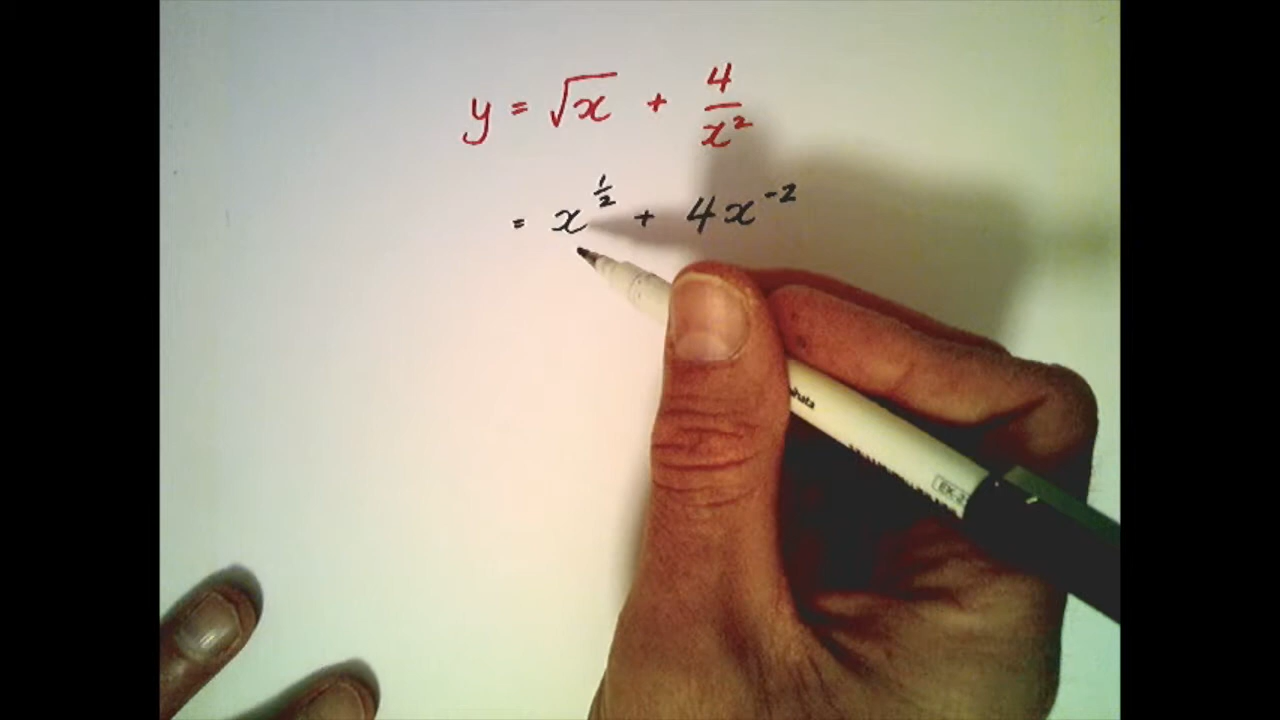 y = √x + 4/x²
= x^½ + 4x⁻²